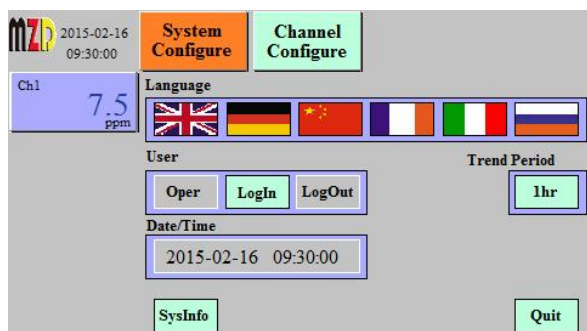 MZD 2015-02-16
09:30:00
System
Configure
Channel
Configure
Ch1
7.5
ppm
Language
User
Trend Period
Oper LogIn LogOut
1hr
Date/Time
2015-02-16 09:30:00
SysInfo
Quit